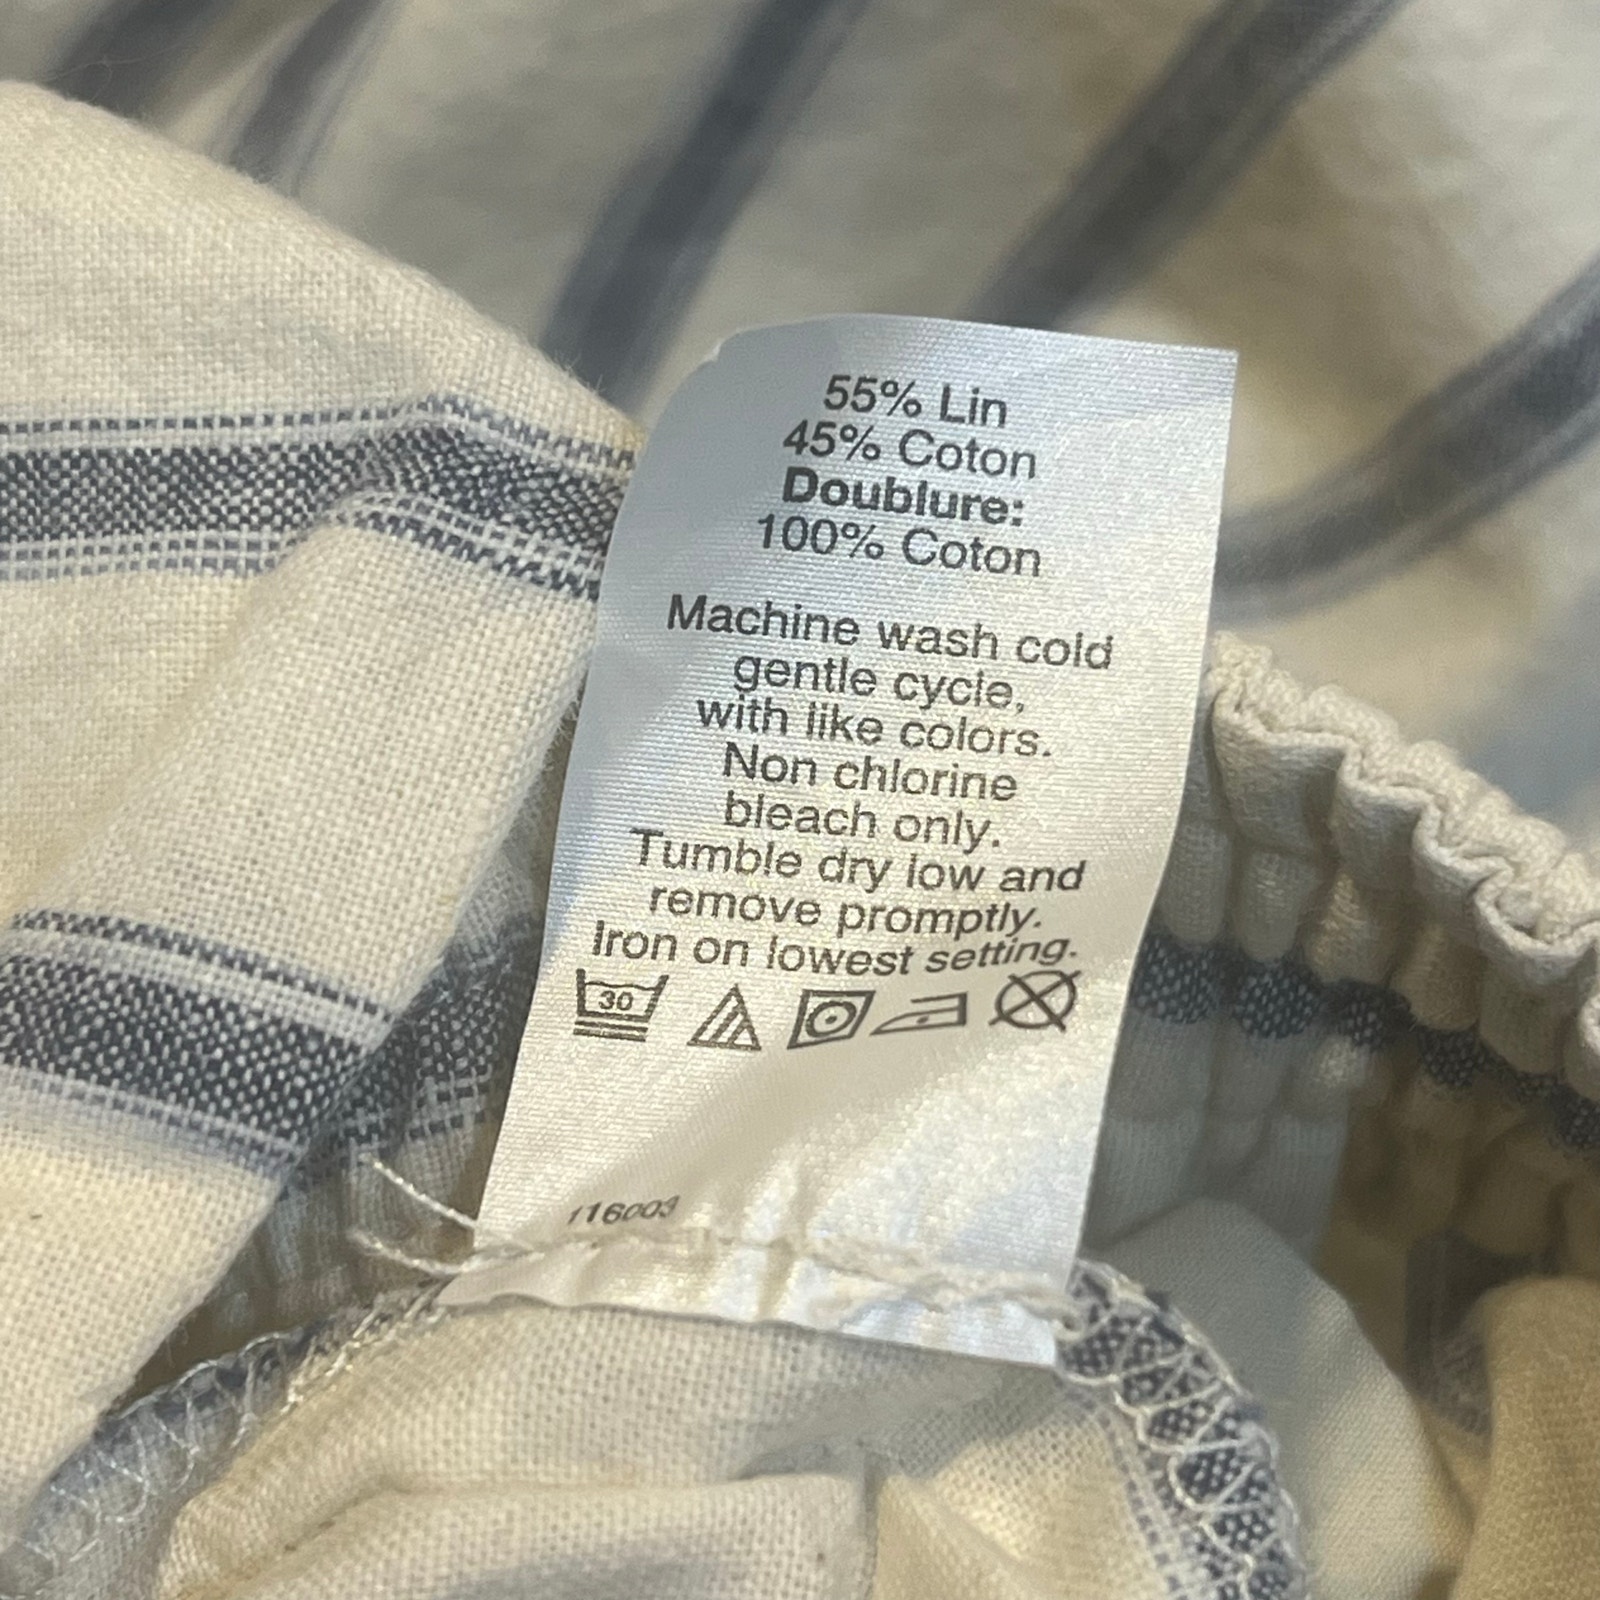 55% Lin
45% Coton
Doublure:
100% Coton
Machine wash cold
gentle cycle,
with like colors.
Non chlorine
bleach only.
Tumble dry low and
remove promptly.
Iron on lowest setting.
30
116003